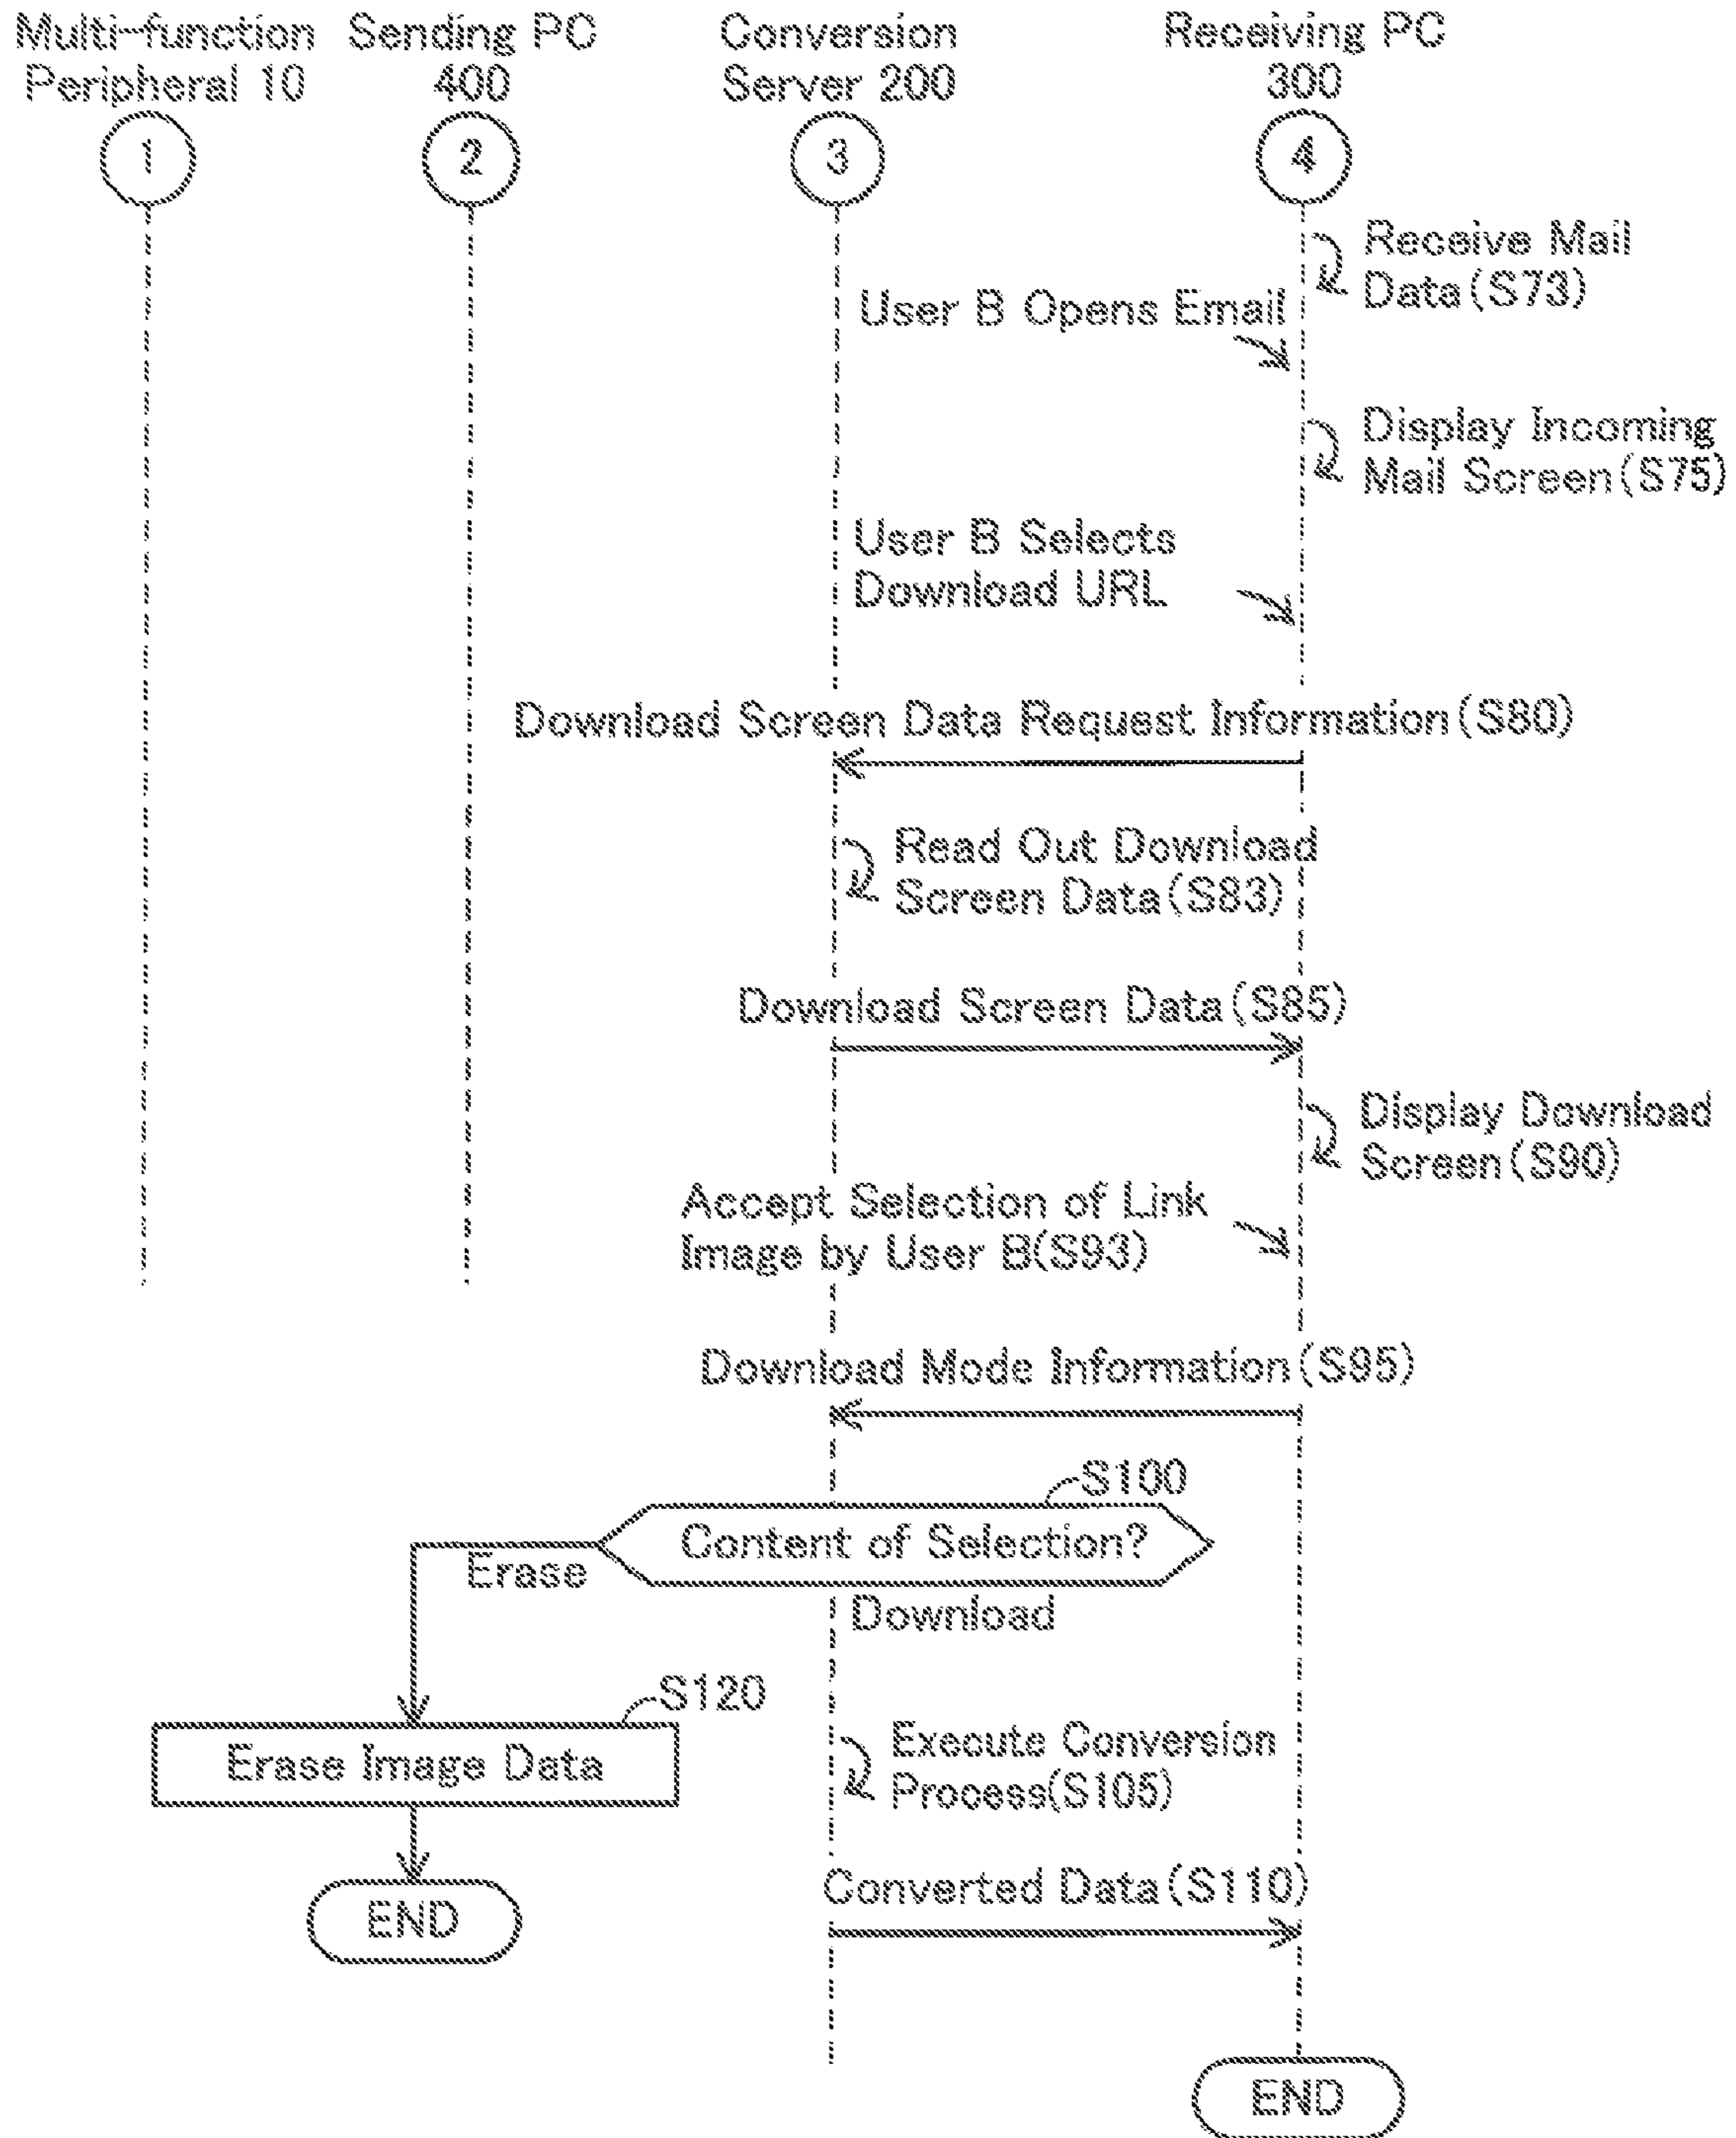 Multi-function
Peripheral 10
Sending PC
400
Conversion
Server 200
Receiving PC
300
1
2
3
4
Receive Mail
Data(S73)
User B Opens Email
Display Incoming
Mail Screen(S75)
User B Selects
Download URL
Download Screen Data Request Information(S80)
Read Out Download
Screen Data(S83)
Download Screen Data(S85)
Display Download
Screen(S90)
Accept Selection of Link
Image by User B(S93)
Download Mode Information(S95)
S100
Content of Selection?
Erase
Download
S120
Erase Image Data
Execute Conversion
Process(S105)
Converted Data(S110)
END
END